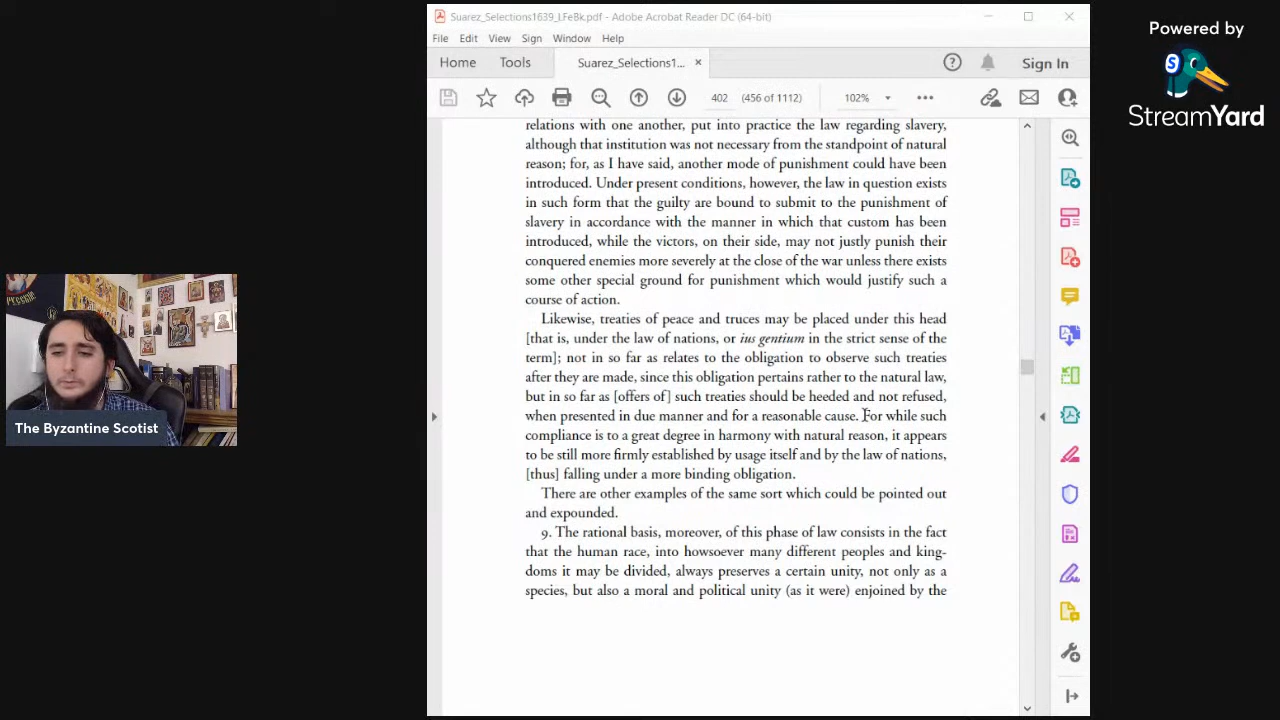 Suarez_Selections1639_LFeBk.pdf - Adobe Acrobat Reader DC (64-bit)
File Edit View Sign Window Help
Home Tools Suarez_Selections1... × Sign In
402 (456 of 1112) 102%
relations with one another, put into practice the law regarding slavery,
although that institution was not necessary from the standpoint of natural
reason; for, as I have said, another mode of punishment could have been
introduced. Under present conditions, however, the law in question exists
in such form that the guilty are bound to submit to the punishment of
slavery in accordance with the manner in which that custom has been
introduced, while the victors, on their side, may not justly punish their
conquered enemies more severely at the close of the war unless there exists
some other special ground for punishment which would justify such a
course of action.
Likewise, treaties of peace and truces may be placed under this head
[that is, under the law of nations, or ius gentium in the strict sense of the
term]; not in so far as relates to the obligation to observe such treaties
after they are made, since this obligation pertains rather to the natural law,
but in so far as [offers of] such treaties should be heeded and not refused,
when presented in due manner and for a reasonable cause. For while such
compliance is to a great degree in harmony with natural reason, it appears
to be still more firmly established by usage itself and by the law of nations,
[thus] falling under a more binding obligation.
There are other examples of the same sort which could be pointed out
and expounded.
9. The rational basis, moreover, of this phase of law consists in the fact
that the human race, into howsoever many different peoples and king-
doms it may be divided, always preserves a certain unity, not only as a
species, but also a moral and political unity (as it were) enjoined by the
The Byzantine Scotist
Powered by
S
StreamYard